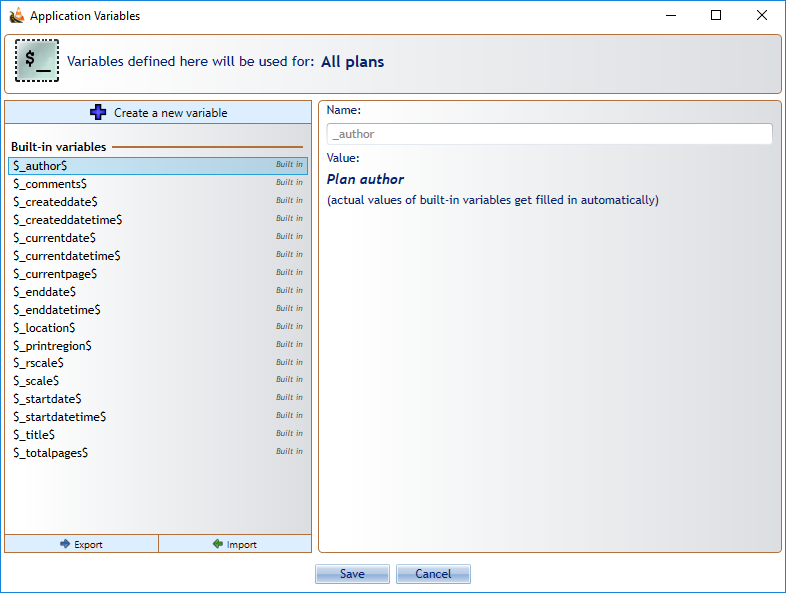 Application Variables
$_
Variables defined here will be used for: All plans
Create a new variable
Built-in variables
$_author$ Built in
$_comments$ Built in
$_createddate$ Built in
$_createddatetime$ Built in
$_currentdate$ Built in
$_currentdatetime$ Built in
$_currentpage$ Built in
$_enddate$ Built in
$_enddatetime$ Built in
$_location$ Built in
$_printregion$ Built in
$_rscale$ Built in
$_scale$ Built in
$_startdate$ Built in
$_startdatetime$ Built in
$_title$ Built in
$_totalpages$ Built in
Export Import
Name:
_author
Value:
Plan author
(actual values of built-in variables get filled in automatically)
Save Cancel